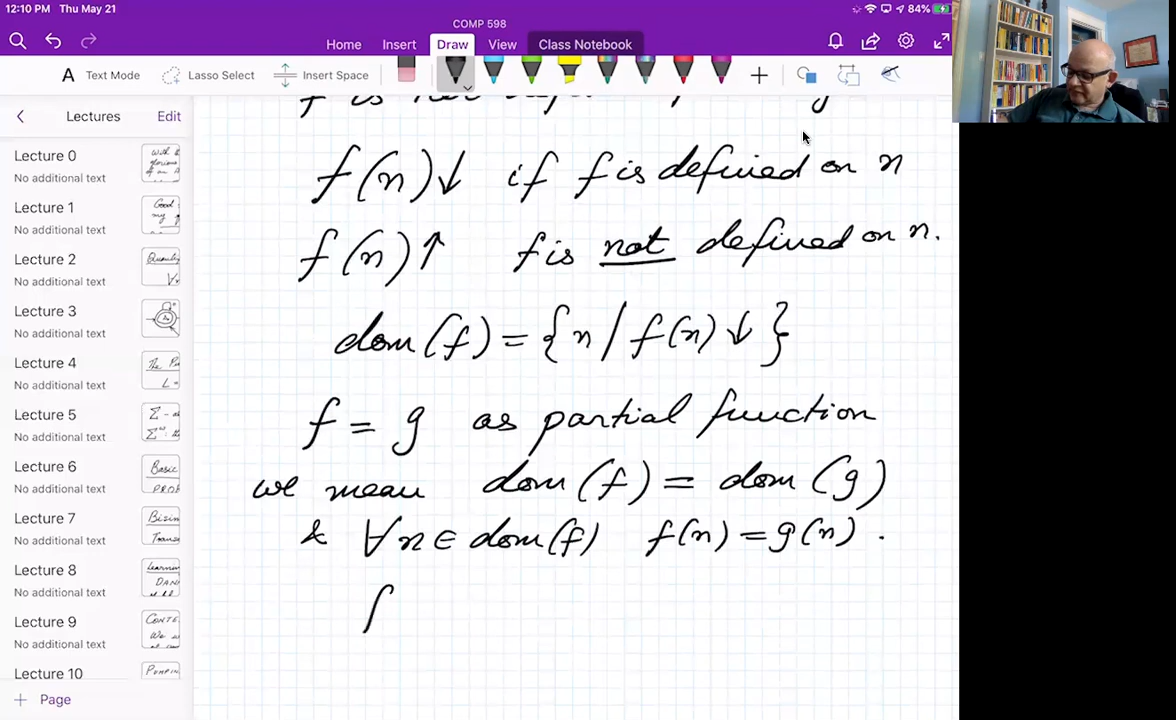 12:10 PM Thu May 21
84%
COMP 598
Home Insert Draw View Class Notebook
A Text Mode Lasso Select Insert Space
Lectures Edit
Lecture 0
No additional text
Lecture 1
No additional text
Lecture 2
No additional text
Lecture 3
No additional text
Lecture 4
No additional text
Lecture 5
No additional text
Lecture 6
No additional text
Lecture 7
No additional text
Lecture 8
No additional text
Lecture 9
No additional text
Lecture 10
+ Page
f is not
f(n)↓ if f is defined on n
f(n)↑ f is not defined on n.
dom(f) = {n | f(n)↓}
f = g as partial function
we mean dom(f) = dom(g)
& ∀n ∈ dom(f) f(n) = g(n).